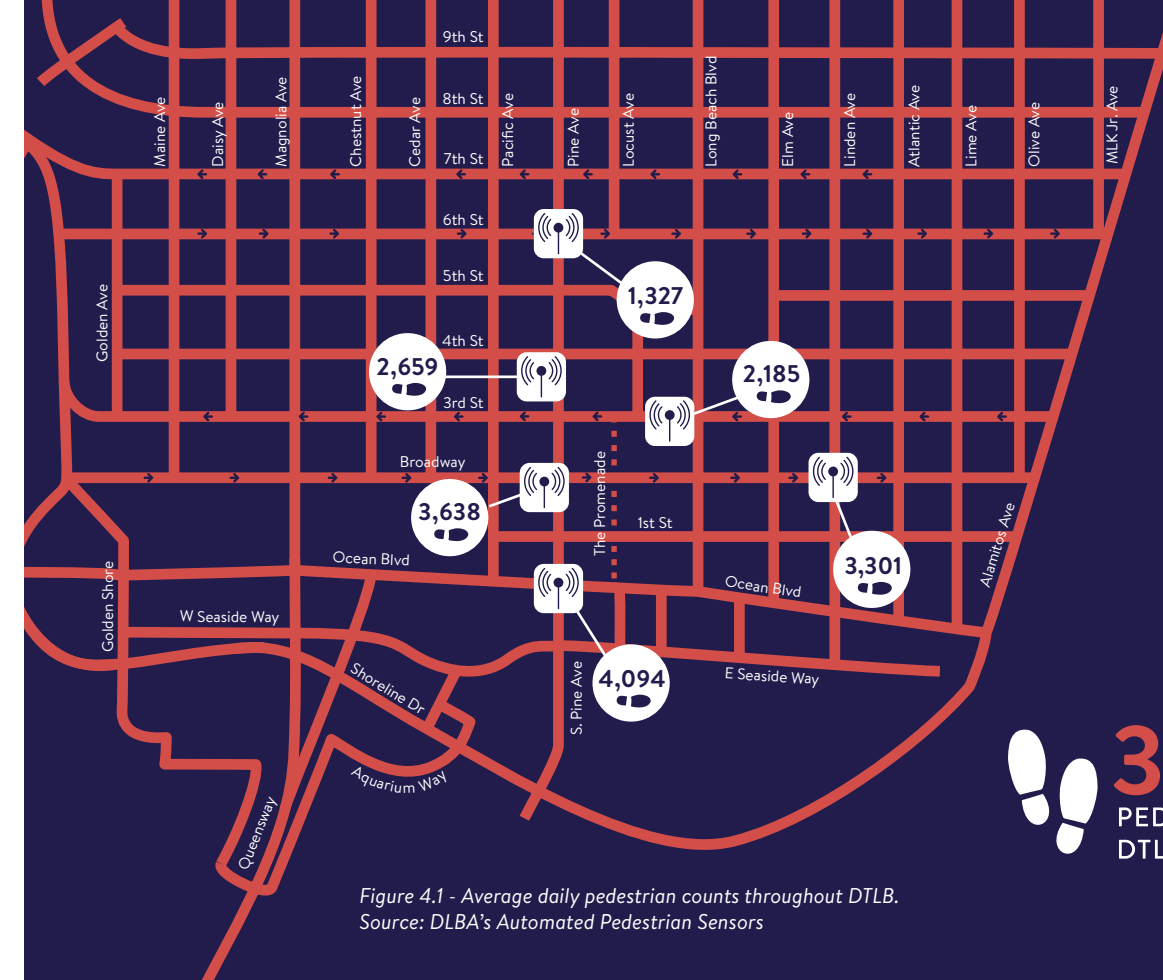 9th St
8th St
Maine Ave
Daisy Ave
Magnolia Ave
Chestnut Ave
Cedar Ave
Pacific Ave
Pine Ave
Locust Ave
Long Beach Blvd
Elm Ave
Linden Ave
Atlantic Ave
Lime Ave
Olive Ave
MLK Jr. Ave
7th St
6th St
5th St
1,327
Golden Ave
4th St
2,659
2,185
3rd St
Broadway
The Promenade
3,638
1st St
Alamitos Ave
Ocean Blvd
3,301
Ocean Blvd
Golden Shore
W Seaside Way
4,094
E Seaside Way
Shoreline Dr
S. Pine Ave
Aquarium Way
Queensway
3
PED
DTL
Figure 4.1 - Average daily pedestrian counts throughout DTLB.
Source: DLBA's Automated Pedestrian Sensors